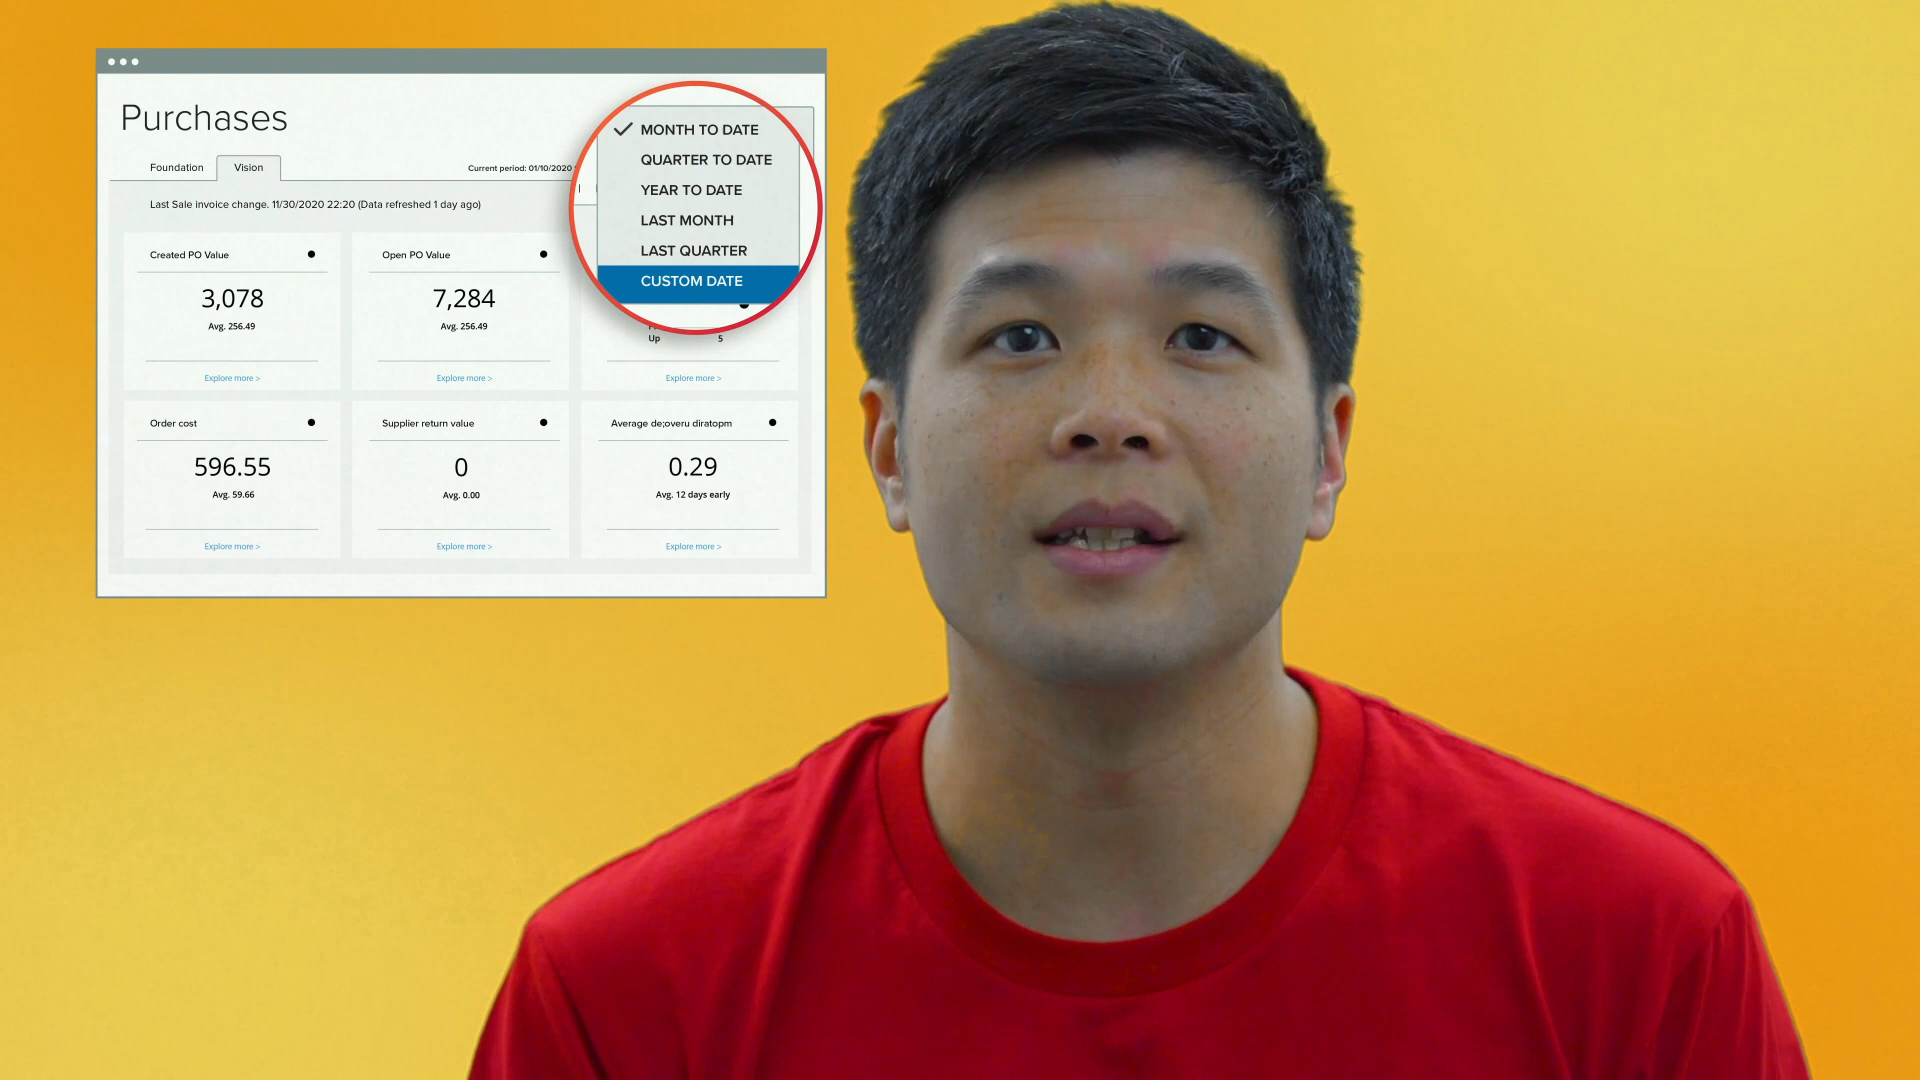 Purchases
MONTH TO DATE
QUARTER TO DATE
YEAR TO DATE
LAST MONTH
LAST QUARTER
CUSTOM DATE
Foundation
Vision
Current period: 01/10/2020
Last Sale invoice change. 11/30/2020 22:20 (Data refreshed 1 day ago)
Created PO Value
3,078
Avg. 256.49
Explore more >
Open PO Value
7,284
Avg. 256.49
Explore more >
Up 5
Explore more >
Order cost
596.55
Avg. 59.66
Explore more >
Supplier return value
0
Avg. 0.00
Explore more >
Average de;overu diratopm
0.29
Avg. 12 days early
Explore more >